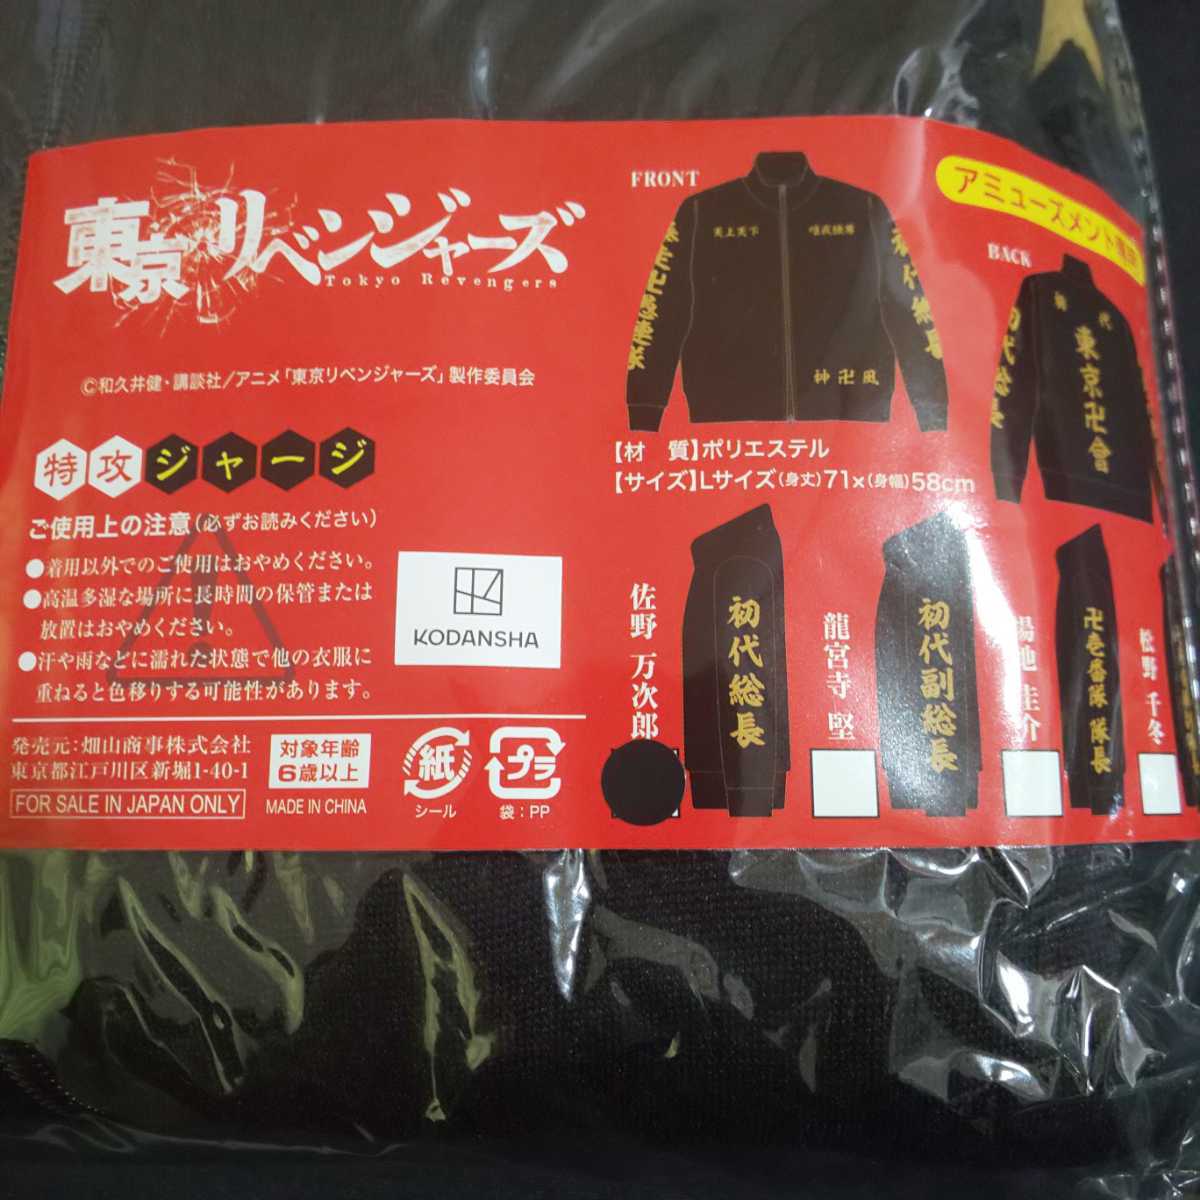 東京リベンジャーズ
Tokyo Revengers
©和久井健・講談社/アニメ「東京リベンジャーズ」製作委員会
特攻ジャージ
ご使用上の注意(必ずお読みください)
●着用以外でのご使用はおやめください。
●高温多湿な場所に長時間の保管または
放置はおやめください。
●汗や雨などに濡れた状態で他の衣服に
重ねると色移りする可能性があります。
KODANSHA
発売元:畑山商事株式会社
東京都江戸川区新堀1-40-1
FOR SALE IN JAPAN ONLY
対象年齢
6歳以上
MADE IN CHINA
紙
シール
プラ
袋:PP
アミューズメント専用
FRONT
天上天下
唯我独尊
初代総長
神卍風
BACK
初代
東京卍會
初代総長
【材 質】ポリエステル
【サイズ】Lサイズ(身丈)71×(身幅)58cm
佐野 万次郎
初代総長
龍宮寺 堅
初代副総長
場地 圭介
卍壱番隊 隊長
松野 千冬